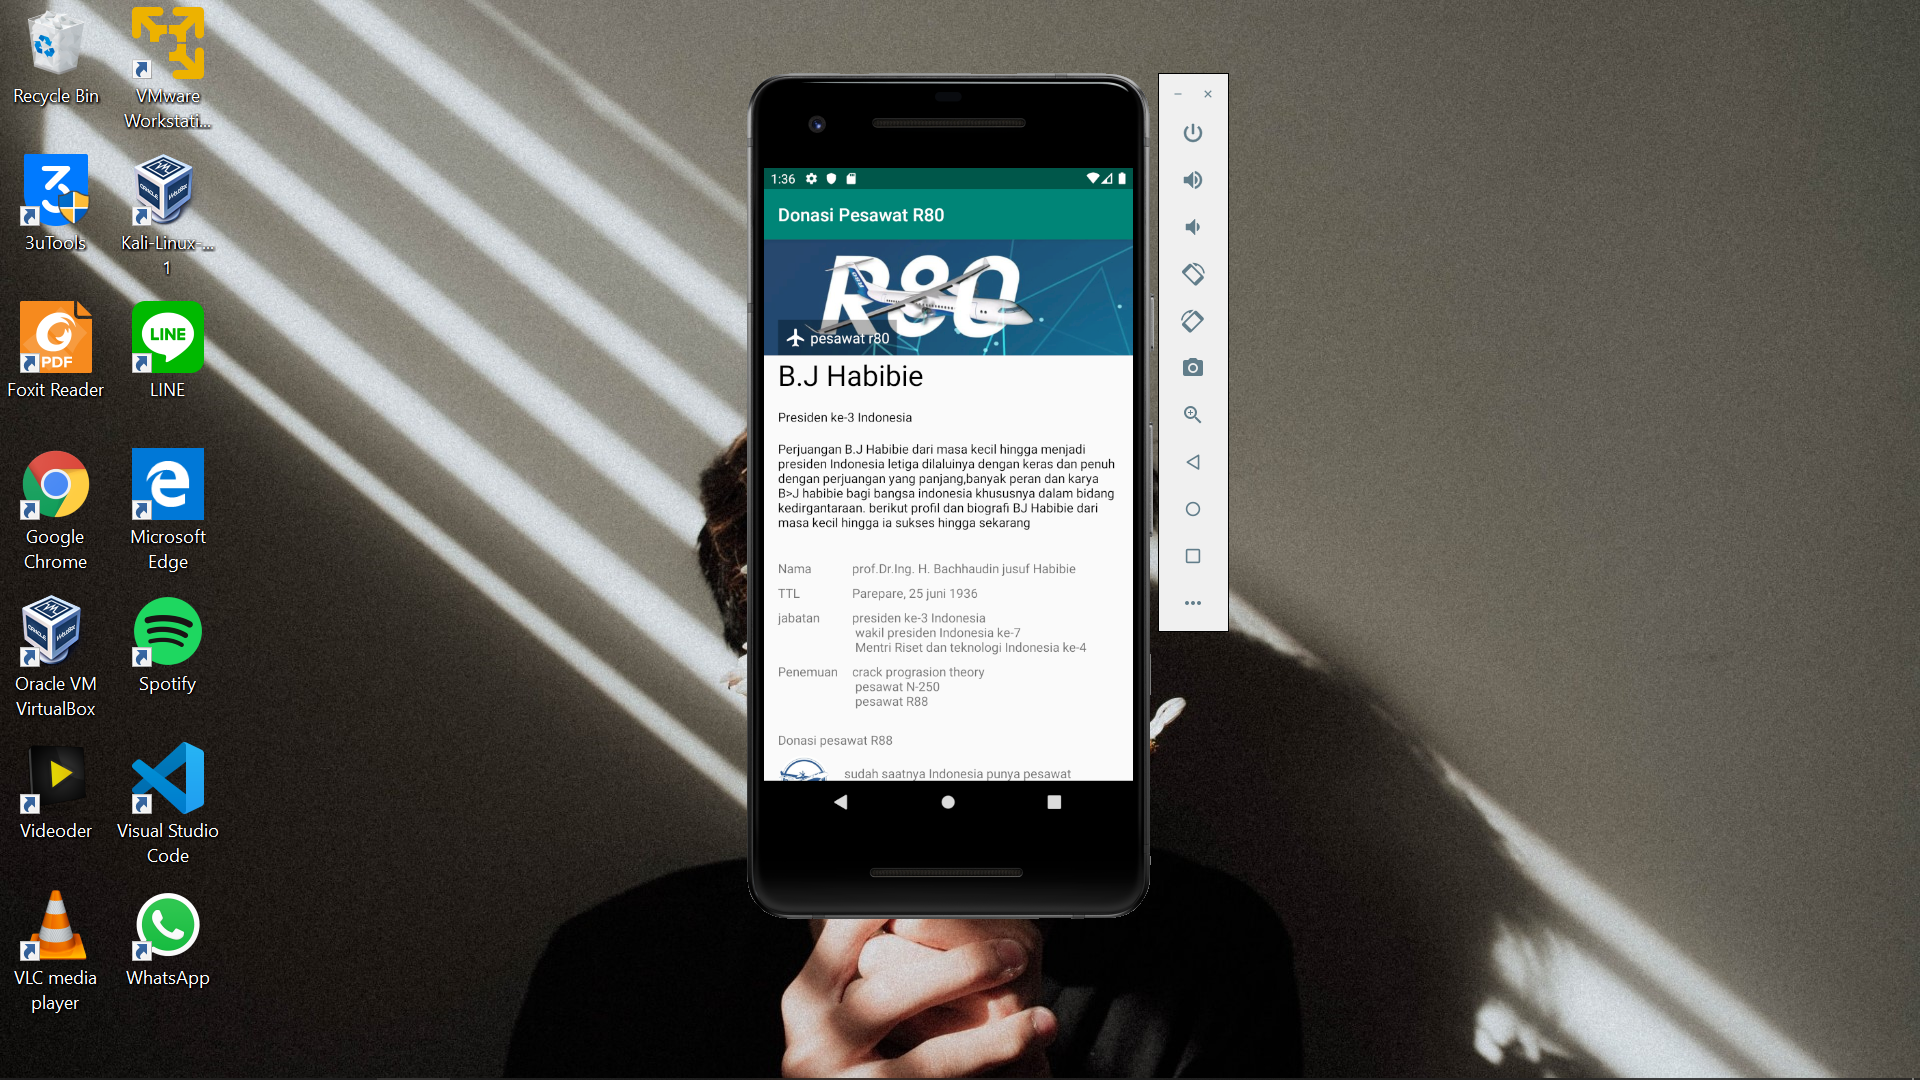 Recycle Bin
VMware
Workstati...
3uTools
Kali-Linux-...
1
PDF
Foxit Reader
LINE
LINE
Google
Chrome
Microsoft
Edge
Oracle VM
VirtualBox
Spotify
Videoder
Visual Studio
Code
VLC media
player
WhatsApp
1:36
Donasi Pesawat R80
R80
pesawat r80
B.J Habibie
Presiden ke-3 Indonesia
Perjuangan B.J Habibie dari masa kecil hingga menjadi
presiden Indonesia letiga dilaluinya dengan keras dan penuh
dengan perjuangan yang panjang,banyak peran dan karya
B>J habibie bagi bangsa indonesia khususnya dalam bidang
kedirgantaraan. berikut profil dan biografi BJ Habibie dari
masa kecil hingga ia sukses hingga sekarang
Nama prof.Dr.Ing. H. Bachhaudin jusuf Habibie
TTL Parepare, 25 juni 1936
jabatan presiden ke-3 Indonesia
wakil presiden Indonesia ke-7
Mentri Riset dan teknologi Indonesia ke-4
Penemuan crack prograsion theory
pesawat N-250
pesawat R88
Donasi pesawat R88
sudah saatnya Indonesia punya pesawat